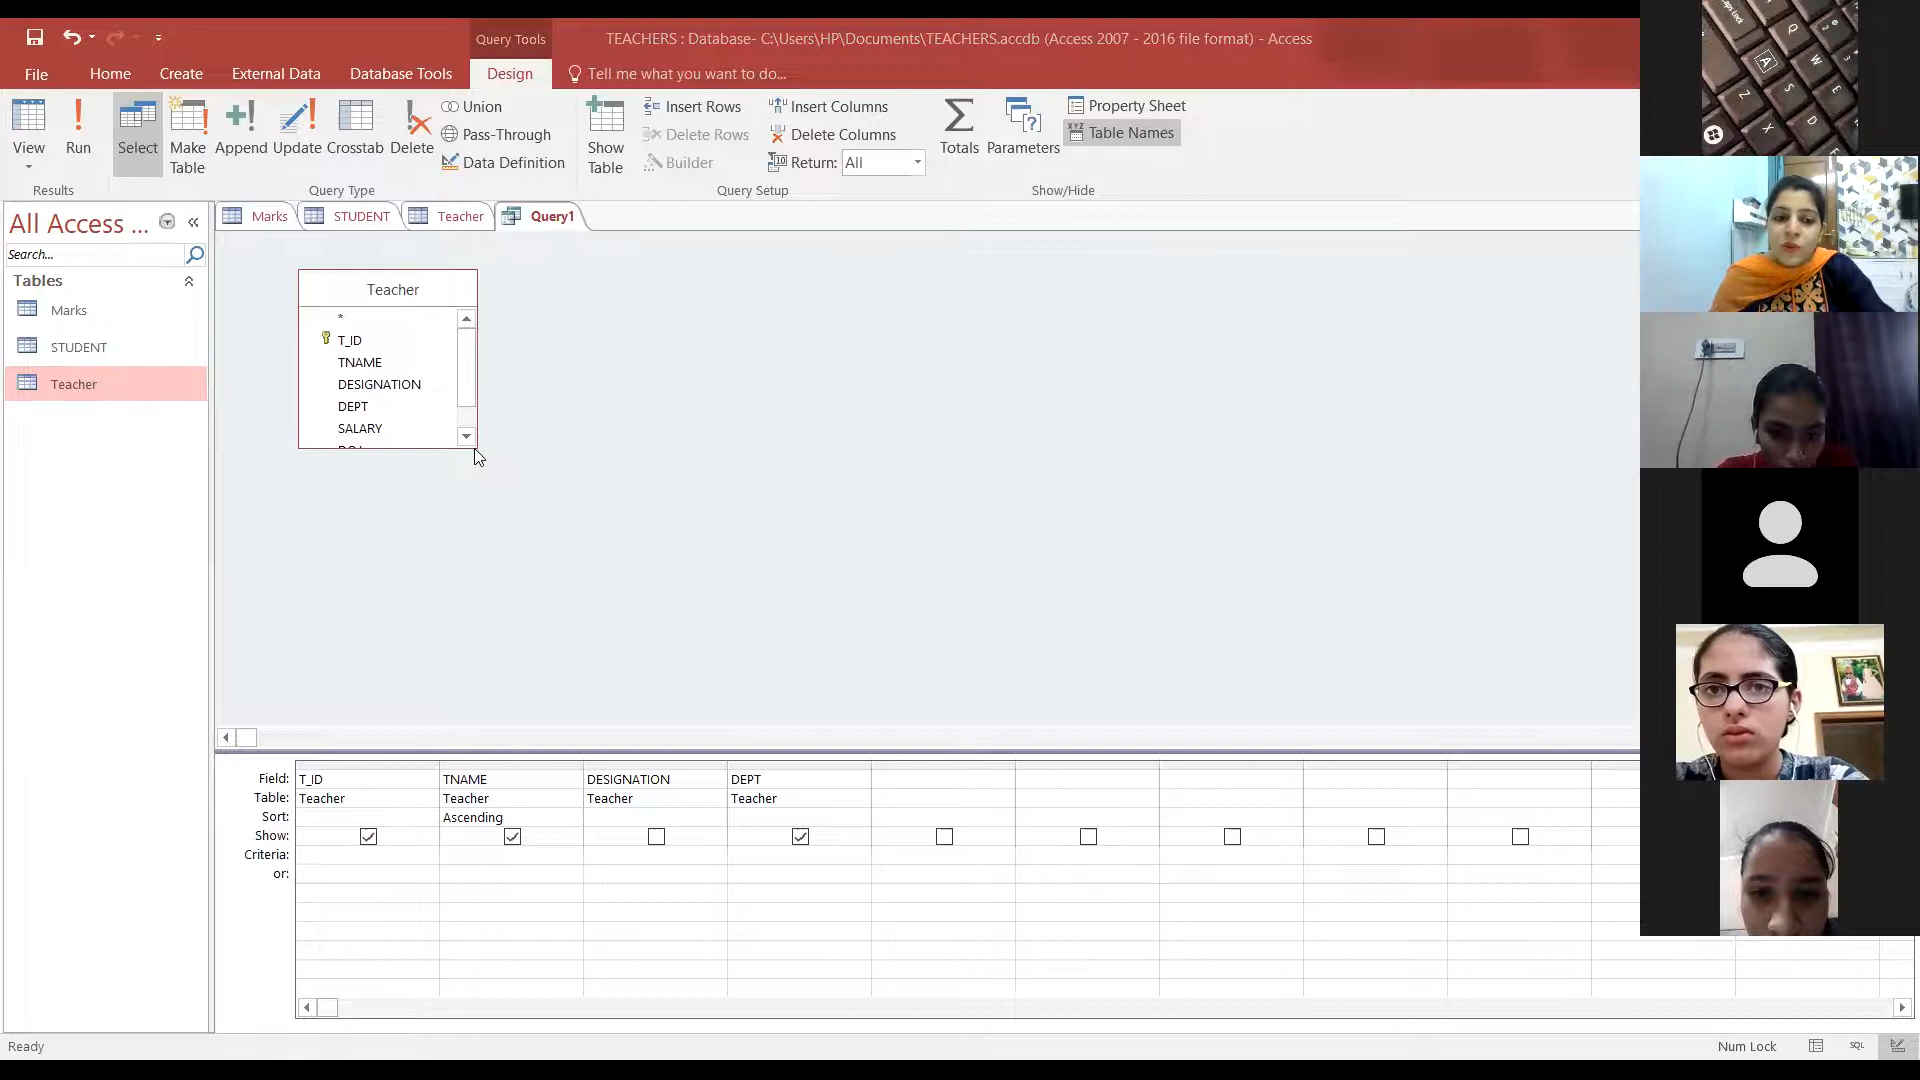 Query Tools
TEACHERS : Database- C:\Users\HP\Documents\TEACHERS.accdb (Access 2007 - 2016 file format) - Access
File Home Create External Data Database Tools Design Tell me what you want to do...
View
Run
Select
Make Table
Append
Update
Crosstab
Delete
Union
Pass-Through
Data Definition
Show Table
Insert Rows
Delete Rows
Builder
Insert Columns
Delete Columns
Return: All
Totals
Parameters
Property Sheet
XYZ Table Names
Results
Query Type
Query Setup
Show/Hide
All Access ...
Search...
Tables
Marks
STUDENT
Teacher
Marks STUDENT Teacher Query1
Teacher
*
T_ID
TNAME
DESIGNATION
DEPT
SALARY
Field: T_ID TNAME DESIGNATION DEPT
Table: Teacher Teacher Teacher Teacher
Sort: Ascending
Show:
Criteria:
or:
Ready
Num Lock
SQL
Caps Lock
Q
A
W
Z
S
E
X
D